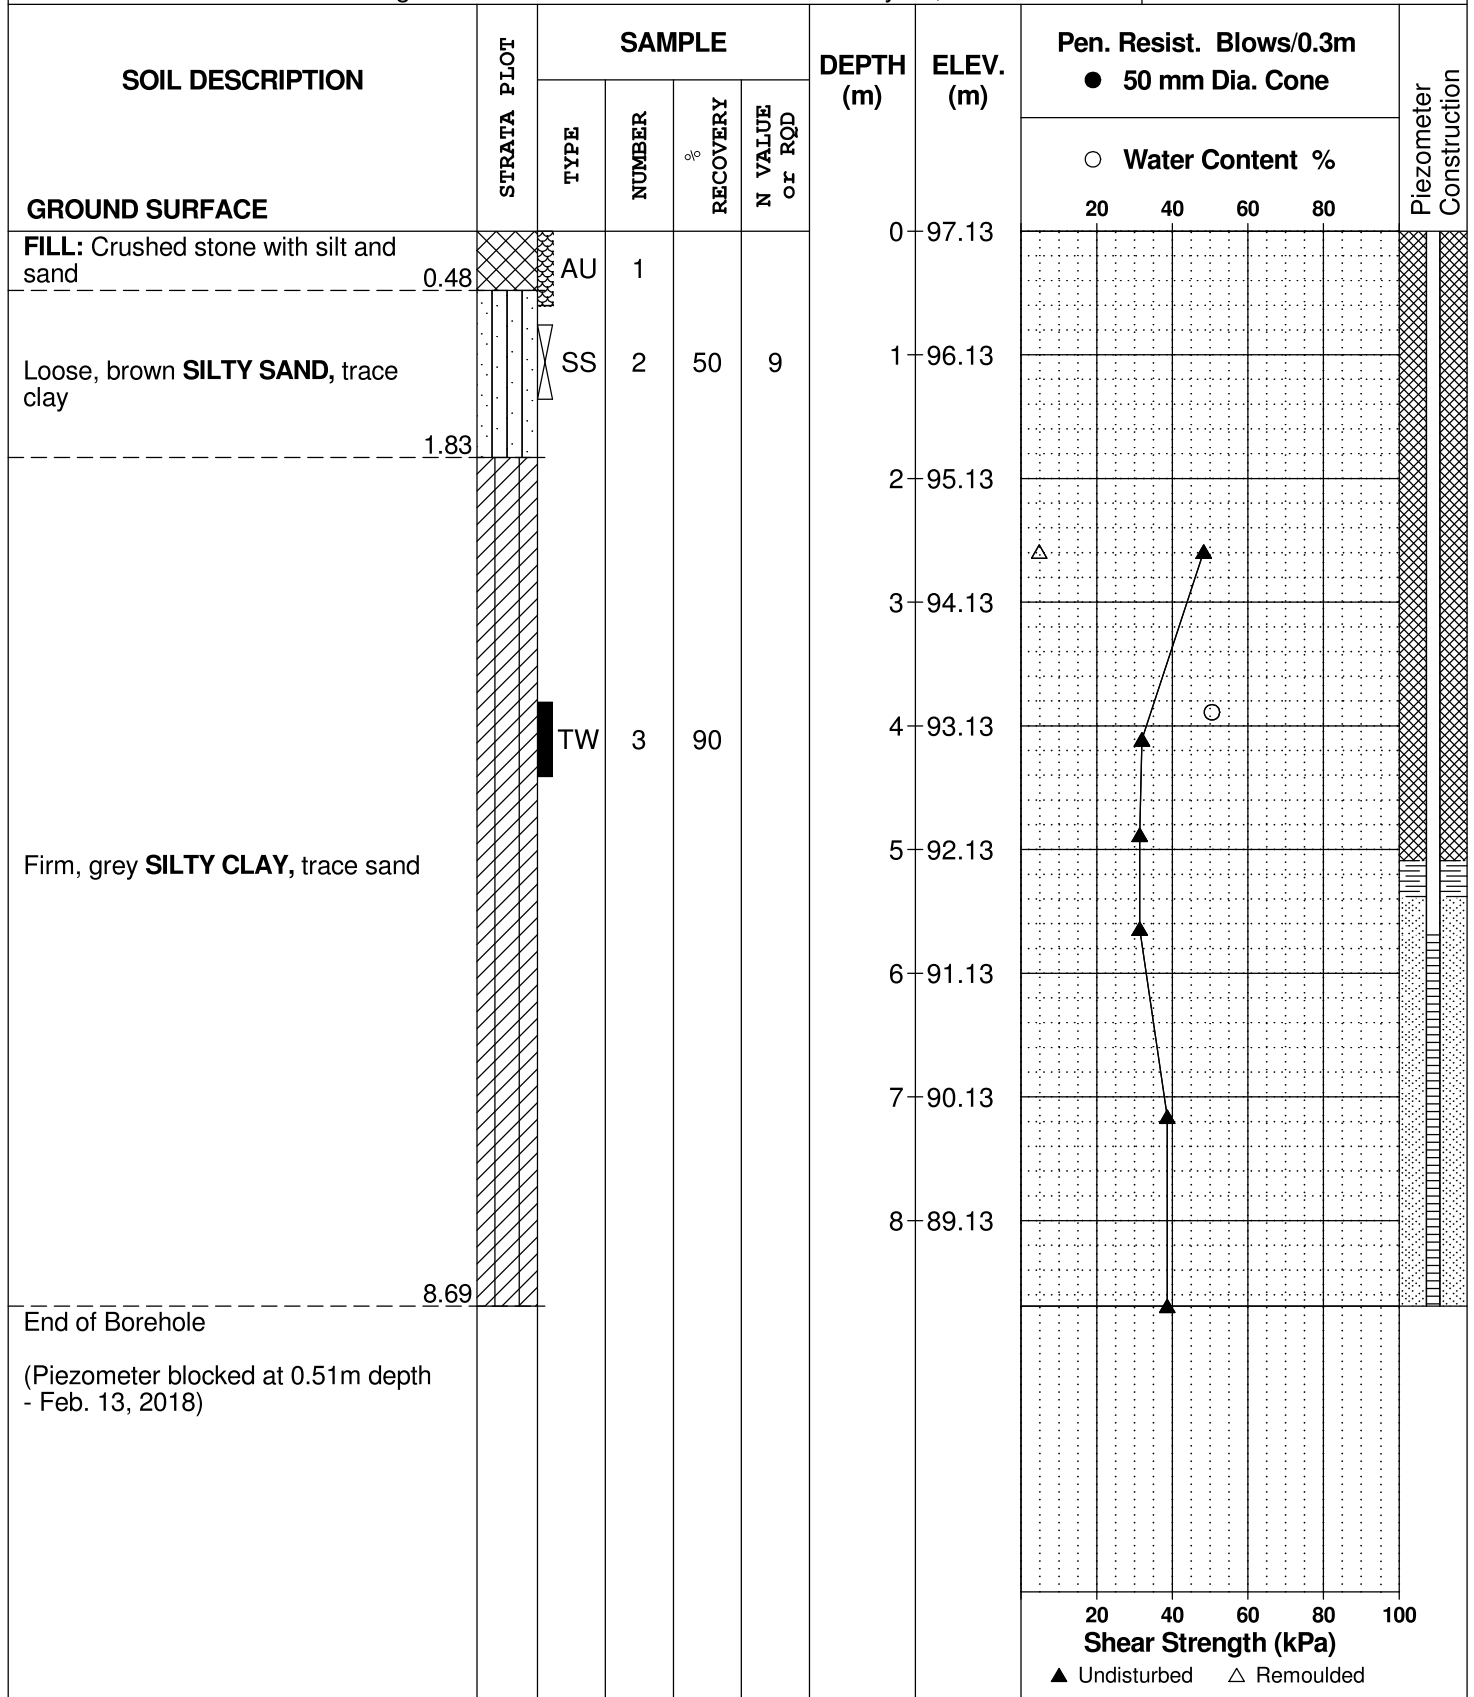 SOIL DESCRIPTION
GROUND SURFACE
STRATA PLOT
SAMPLE
TYPE
NUMBER
%
RECOVERY
N VALUE
or RQD
DEPTH
(m)
ELEV.
(m)
Pen. Resist. Blows/0.3m
● 50 mm Dia. Cone
○ Water Content %
20 40 60 80
Piezometer
Construction
FILL: Crushed stone with silt and
sand
0.48
AU 1
0 97.13
Loose, brown SILTY SAND, trace
clay
1.83
SS 2 50 9
1 96.13
2 95.13
3 94.13
TW 3 90
4 93.13
Firm, grey SILTY CLAY, trace sand
5 92.13
6 91.13
7 90.13
8 89.13
8.69
End of Borehole
(Piezometer blocked at 0.51m depth
- Feb. 13, 2018)
20 40 60 80 100
Shear Strength (kPa)
▲ Undisturbed △ Remoulded